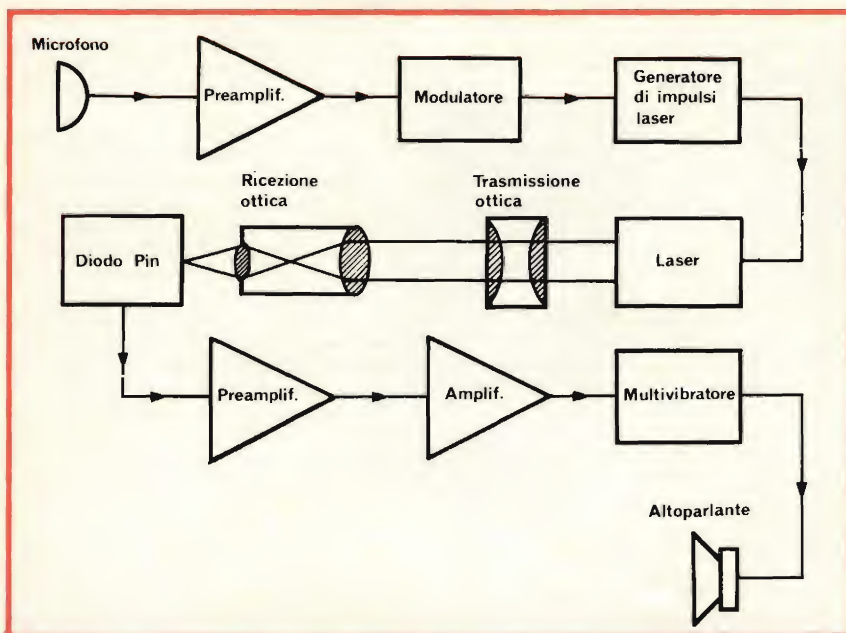 Microfono
Preamplif.
Modulatore
Generatore
di impulsi
laser
Ricezione
ottica
Trasmissione
ottica
Diodo Pin
Laser
Preamplif.
Amplif.
Multivibratore
Altoparlante